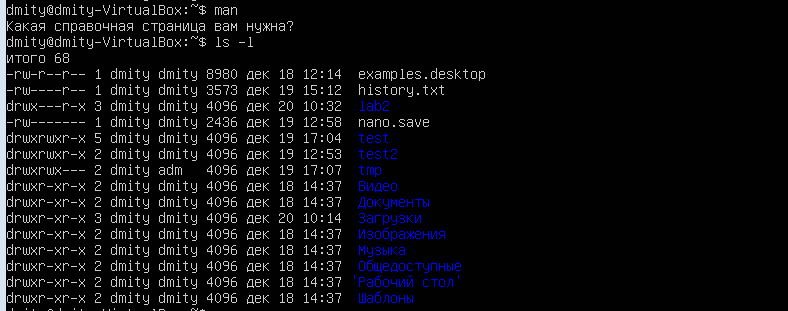 dmity@dmity-VirtualBox:~$ man
Какая справочная страница вам нужна?
dmity@dmity-VirtualBox:~$ ls -l
итого 68
-rw-r--r-- 1 dmity dmity 8980 дек 18 12:14  examples.desktop
-rw----r-- 1 dmity dmity 3573 дек 19 15:12  history.txt
drwx---r-x 3 dmity dmity 4096 дек 20 10:32  lab2
-rw------- 1 dmity dmity 2436 дек 19 12:58  nano.save
drwxrwxr-x 5 dmity dmity 4096 дек 19 17:04  test
drwxrwxr-x 2 dmity dmity 4096 дек 19 12:53  test2
drwxrwx--- 2 dmity adm   4096 дек 19 17:07  tmp
drwxr-xr-x 2 dmity dmity 4096 дек 18 14:37  Видео
drwxr-xr-x 2 dmity dmity 4096 дек 18 14:37  Документы
drwxr-xr-x 3 dmity dmity 4096 дек 20 10:14  Загрузки
drwxr-xr-x 2 dmity dmity 4096 дек 18 14:37  Изображения
drwxr-xr-x 2 dmity dmity 4096 дек 18 14:37  Музыка
drwxr-xr-x 2 dmity dmity 4096 дек 18 14:37  Общедоступные
drwxr-xr-x 2 dmity dmity 4096 дек 18 14:37 'Рабочий стол'
drwxr-xr-x 2 dmity dmity 4096 дек 18 14:37  Шаблоны
dmity@dmity-VirtualBox:~$